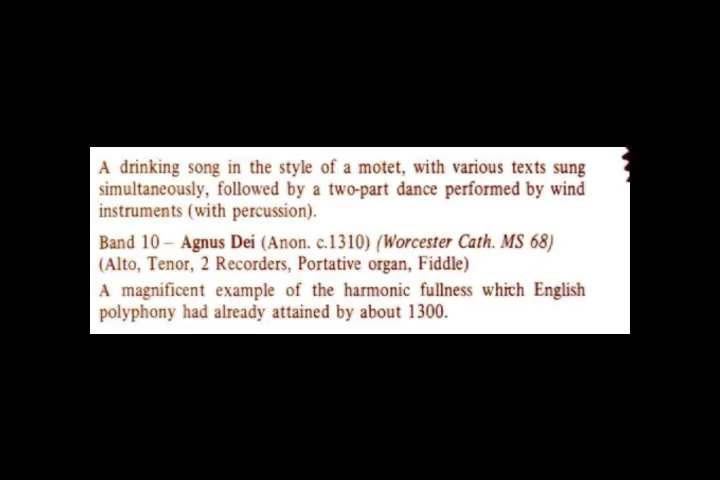 A drinking song in the style of a motet, with various texts sung
simultaneously, followed by a two-part dance performed by wind
instruments (with percussion).
Band 10 – Agnus Dei (Anon. c.1310) (Worcester Cath. MS 68)
(Alto, Tenor, 2 Recorders, Portative organ, Fiddle)
A magnificent example of the harmonic fullness which English
polyphony had already attained by about 1300.